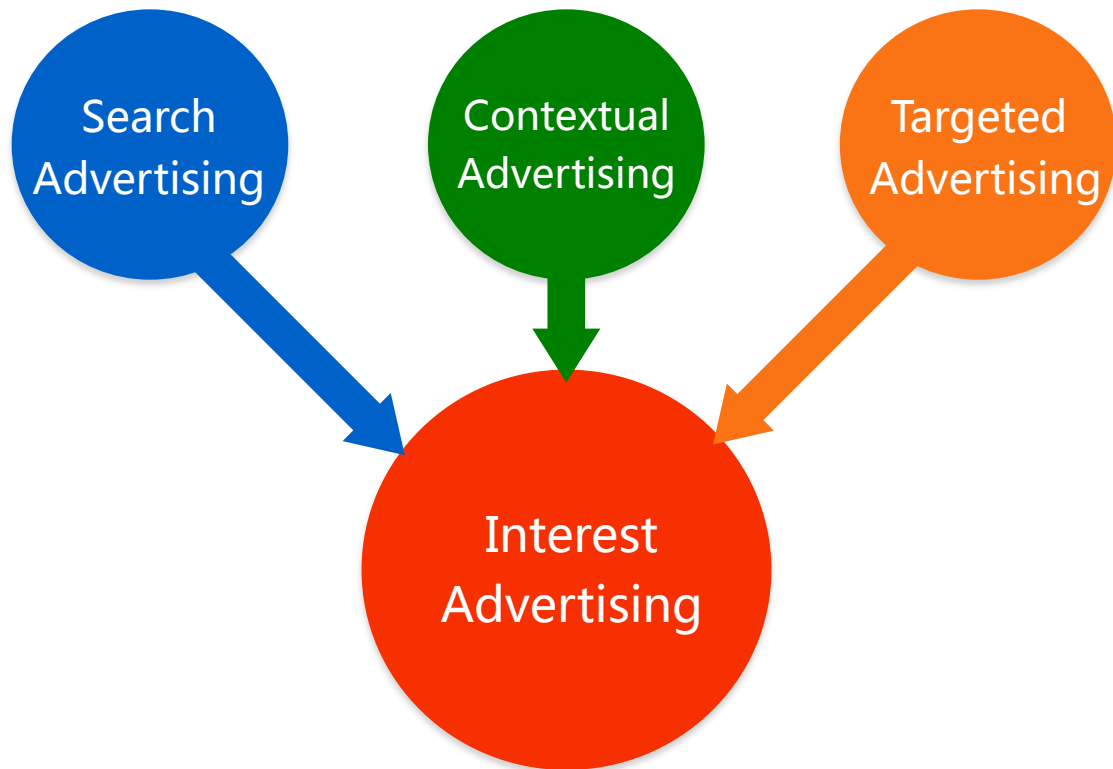 Search
Advertising
Contextual
Advertising
Targeted
Advertising
Interest
Advertising